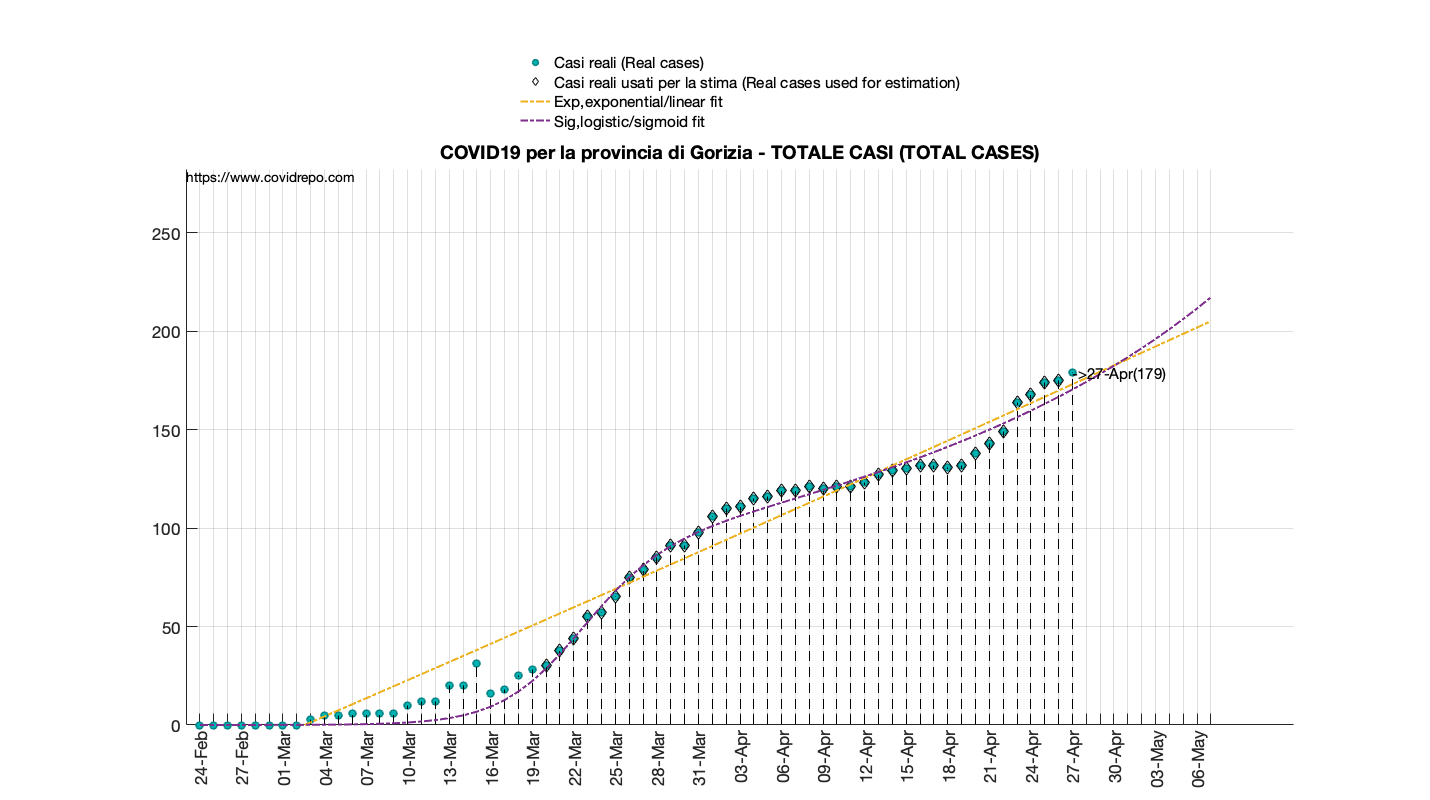 Casi reali (Real cases)
Casi reali usati per la stima (Real cases used for estimation)
Exp,exponential/linear fit
Sig,logistic/sigmoid fit
COVID19 per la provincia di Gorizia - TOTALE CASI (TOTAL CASES)
https://www.covidrepo.com
250
200
150
100
50
0
->27-Apr(179)
24-Feb
27-Feb
01-Mar
04-Mar
07-Mar
10-Mar
13-Mar
16-Mar
19-Mar
22-Mar
25-Mar
28-Mar
31-Mar
03-Apr
06-Apr
09-Apr
12-Apr
15-Apr
18-Apr
21-Apr
24-Apr
27-Apr
30-Apr
03-May
06-May